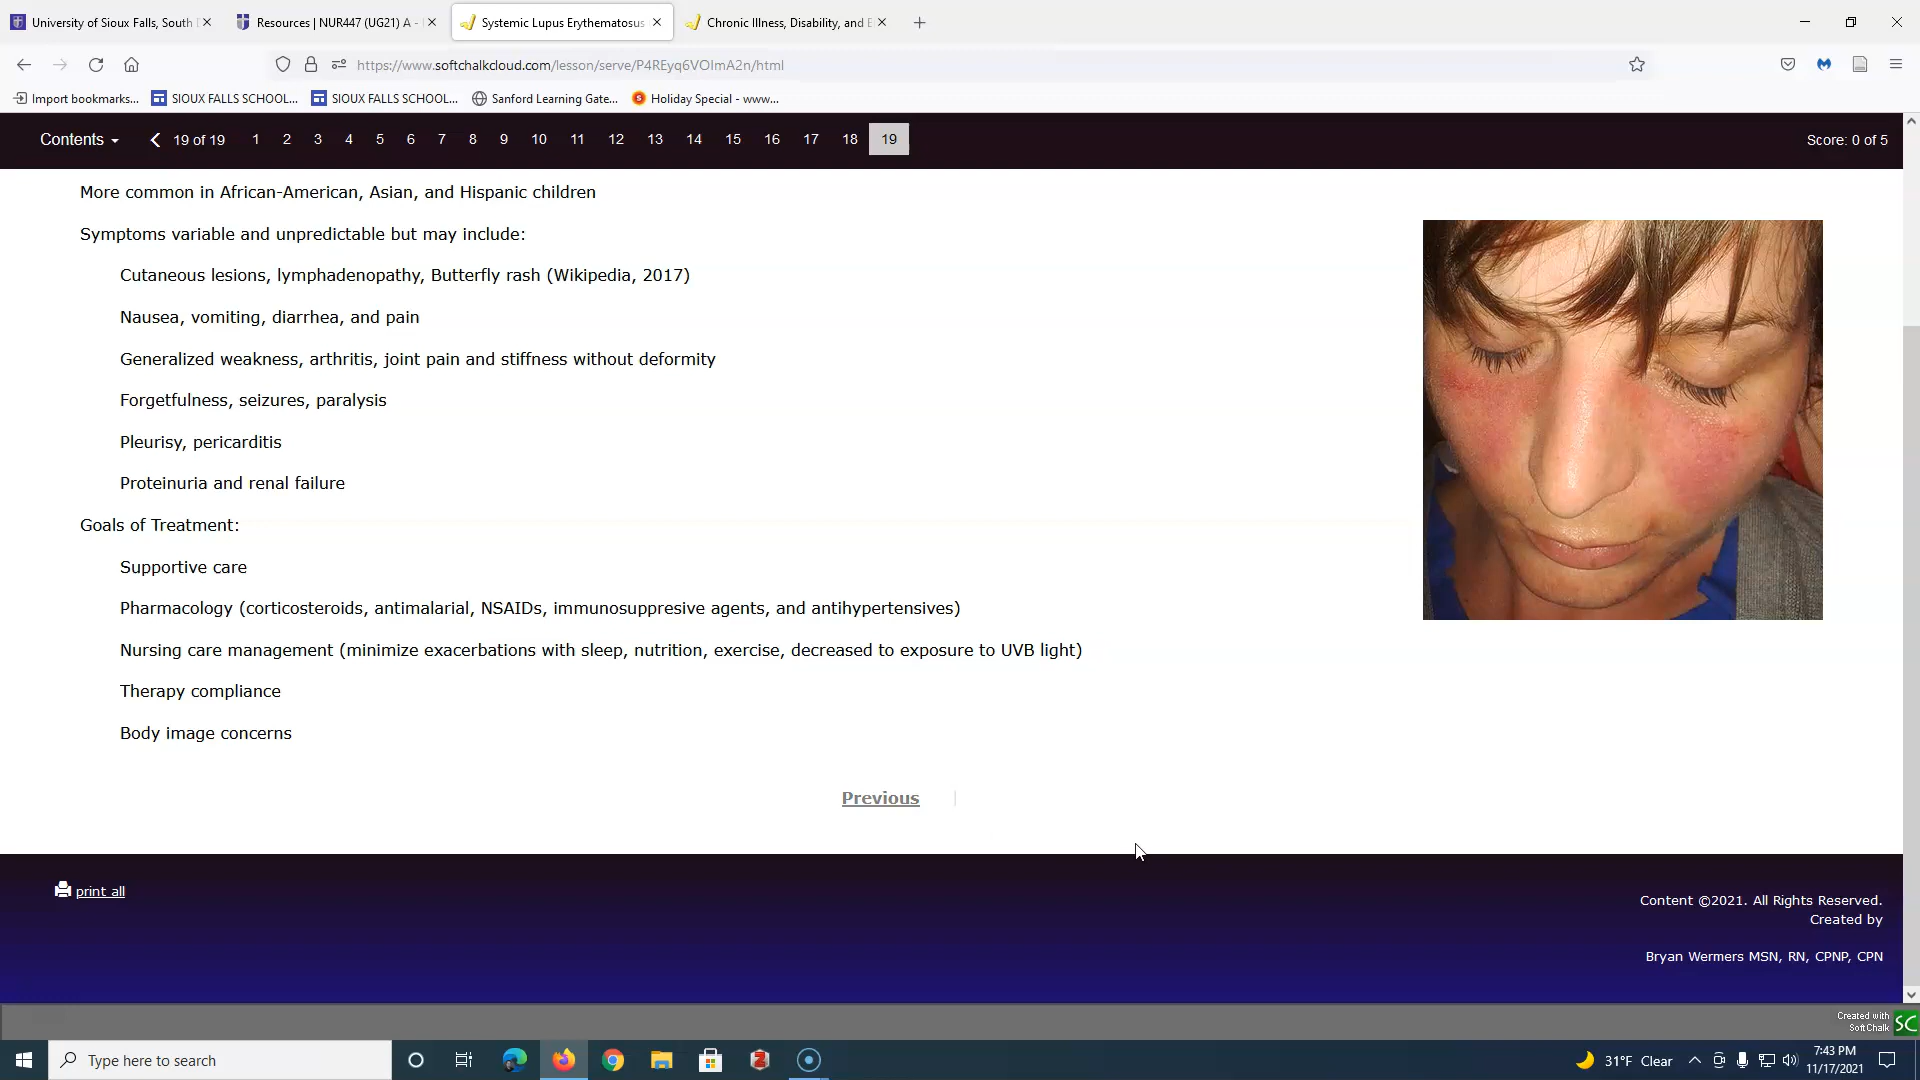 University of Sioux Falls, South
Resources | NUR447 (UG21) A -
Systemic Lupus Erythematosus
Chronic Illness, Disability, and E
https://www.softchalkcloud.com/lesson/serve/P4REyq6VOImA2n/html
Import bookmarks...
SIOUX FALLS SCHOOL...
SIOUX FALLS SCHOOL...
Sanford Learning Gate...
Holiday Special - www...
Contents
19 of 19 1 2 3 4 5 6 7 8 9 10 11 12 13 14 15 16 17 18 19
Score: 0 of 5
More common in African-American, Asian, and Hispanic children
Symptoms variable and unpredictable but may include:
Cutaneous lesions, lymphadenopathy, Butterfly rash (Wikipedia, 2017)
Nausea, vomiting, diarrhea, and pain
Generalized weakness, arthritis, joint pain and stiffness without deformity
Forgetfulness, seizures, paralysis
Pleurisy, pericarditis
Proteinuria and renal failure
Goals of Treatment:
Supportive care
Pharmacology (corticosteroids, antimalarial, NSAIDs, immunosuppresive agents, and antihypertensives)
Nursing care management (minimize exacerbations with sleep, nutrition, exercise, decreased to exposure to UVB light)
Therapy compliance
Body image concerns
Previous
print all
Content ©2021. All Rights Reserved.
Created by
Bryan Wermers MSN, RN, CPNP, CPN
Created with
SoftChalk
SC
Type here to search
31°F Clear
7:43 PM
11/17/2021